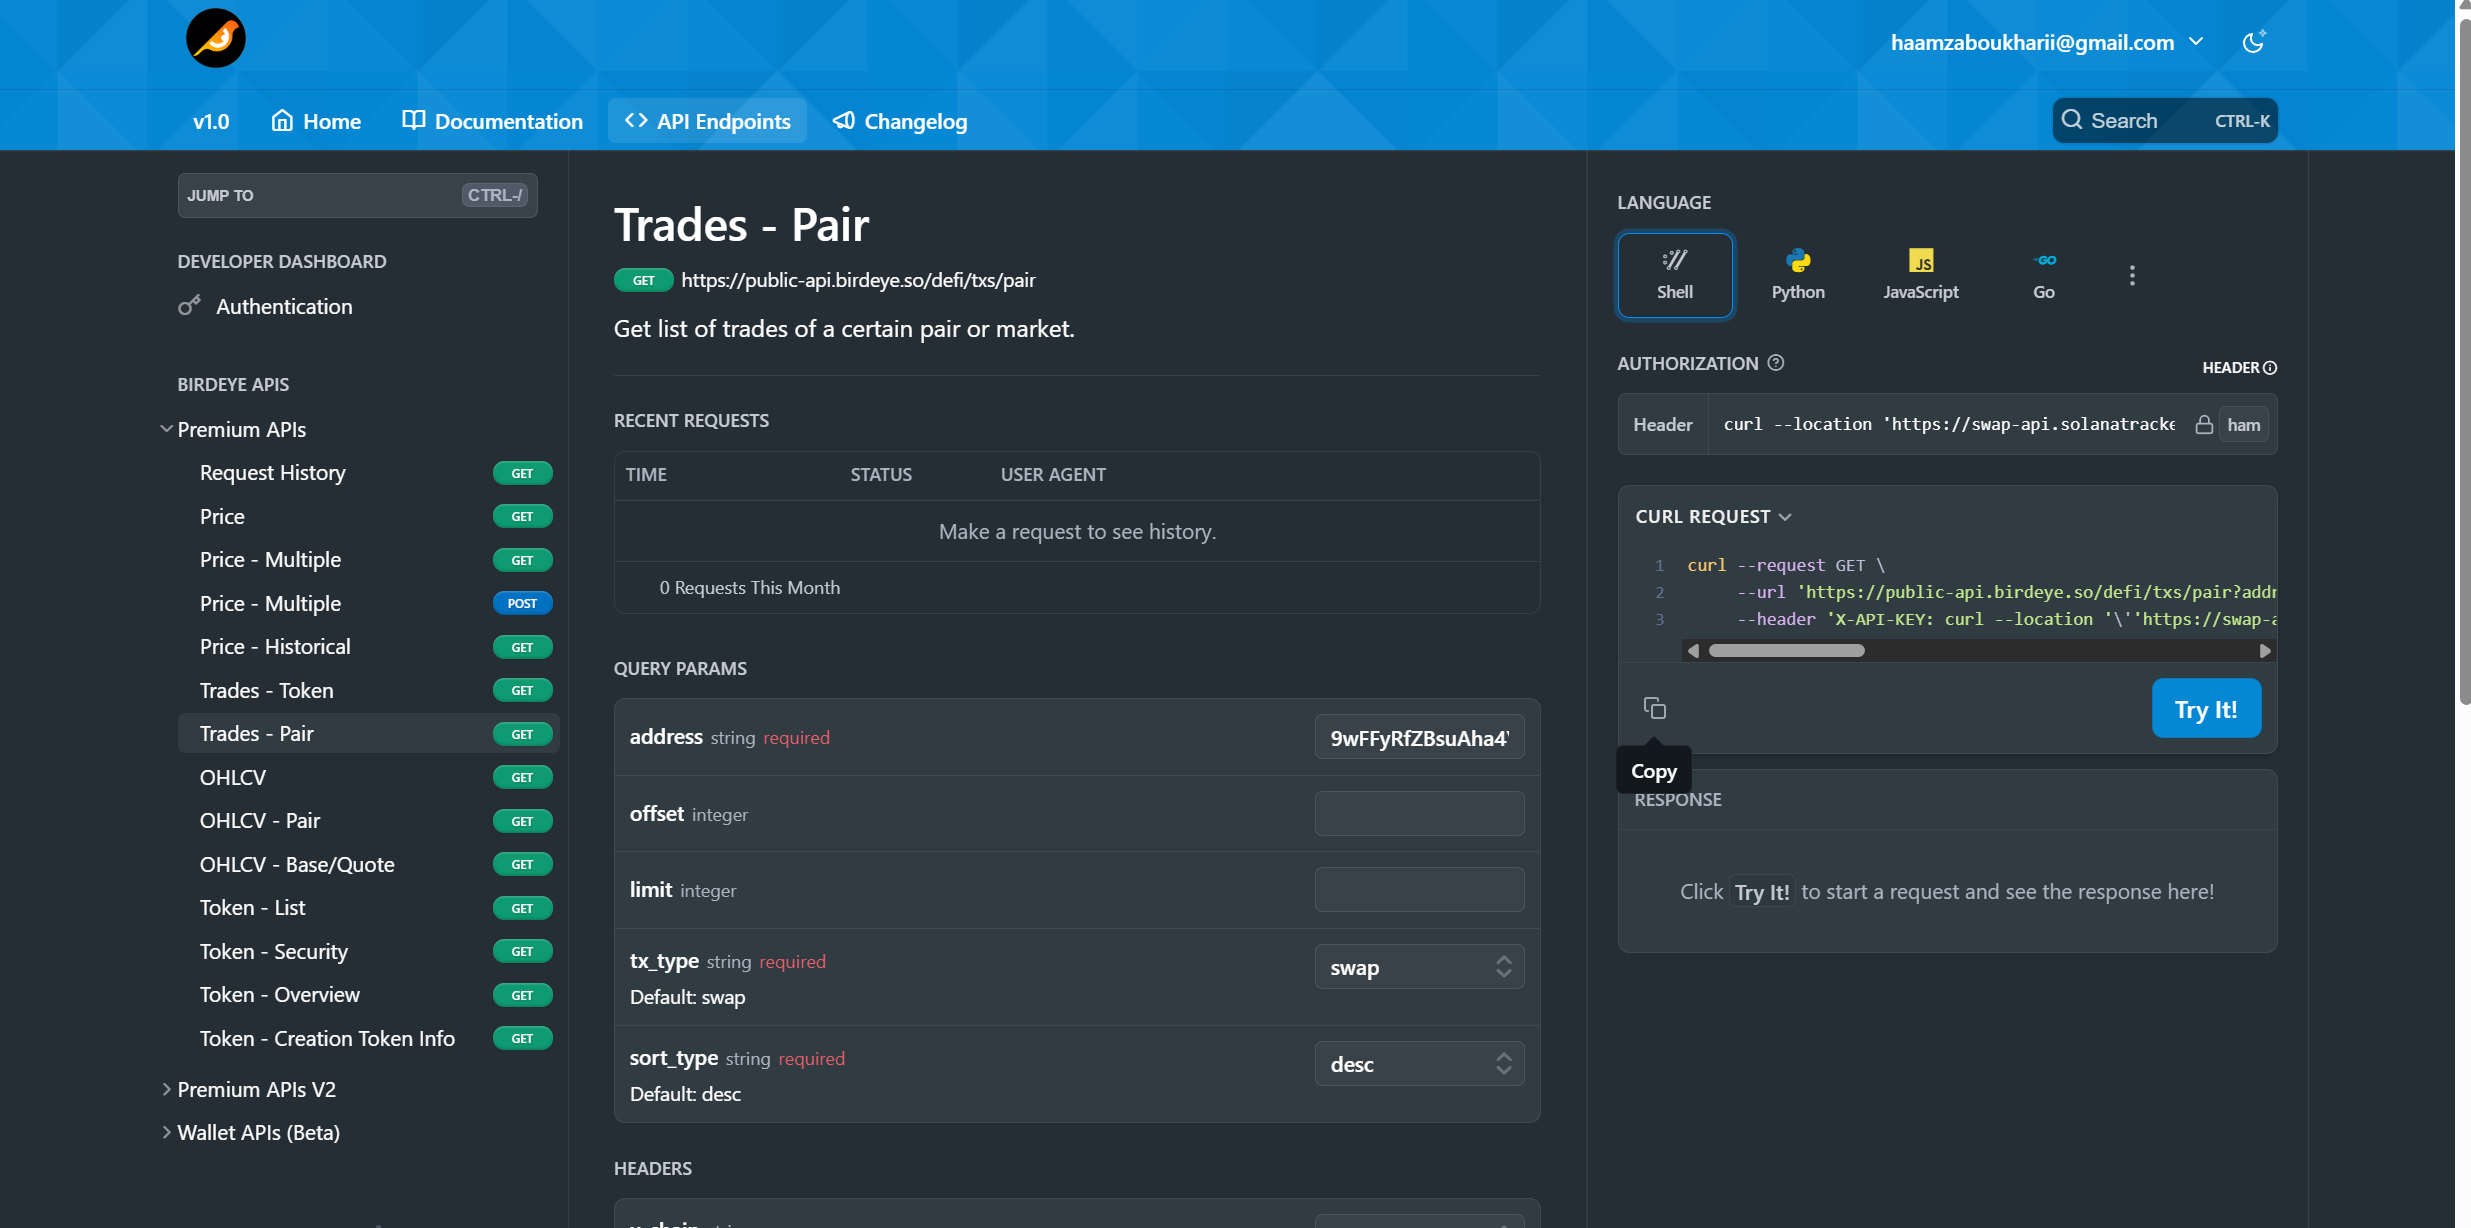 haamzaboukharii@gmail.com
v1.0
Home
Documentation
API Endpoints
Changelog
Search
CTRL-K
JUMP TO
CTRL-/
DEVELOPER DASHBOARD
Authentication
BIRDEYE APIS
Premium APIs
Request History GET
Price GET
Price - Multiple GET
Price - Multiple POST
Price - Historical GET
Trades - Token GET
Trades - Pair GET
OHLCV GET
OHLCV - Pair GET
OHLCV - Base/Quote GET
Token - List GET
Token - Security GET
Token - Overview GET
Token - Creation Token Info GET
Premium APIs V2
Wallet APIs (Beta)
Trades - Pair
GET https://public-api.birdeye.so/defi/txs/pair
Get list of trades of a certain pair or market.
RECENT REQUESTS
TIME STATUS USER AGENT
Make a request to see history.
0 Requests This Month
QUERY PARAMS
address string required 9wFFyRfZBsuAha4
offset integer
limit integer
tx_type string required swap
Default: swap
sort_type string required desc
Default: desc
HEADERS
LANGUAGE
Shell
Python
JS
JavaScript
GO
Go
AUTHORIZATION
HEADER
Header curl --location 'https://swap-api.solanatracke ham
CURL REQUEST
1 curl --request GET \
2 --url 'https://public-api.birdeye.so/defi/txs/pair?addr
3 --header 'X-API-KEY: curl --location '\''https://swap-a
Try It!
Copy
RESPONSE
Click Try It! to start a request and see the response here!